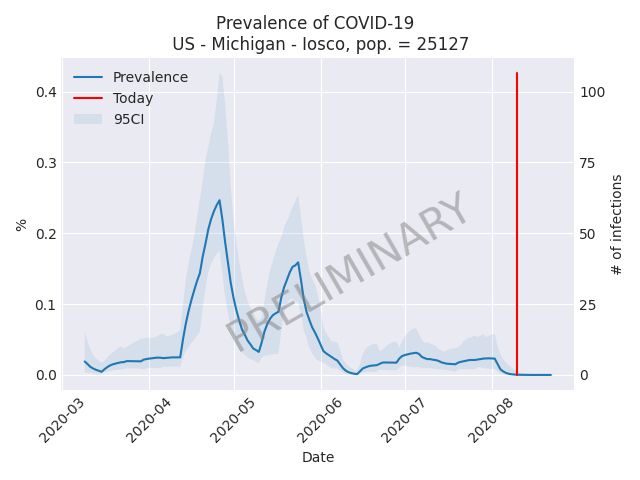 Prevalence of COVID-19
US - Michigan - Iosco, pop. = 25127
Prevalence
Today
95CI
0.4
0.3
0.2
0.1
0.0
%
100
75
50
25
0
# of infections
PRELIMINARY
2020-03
2020-04
2020-05
2020-06
2020-07
2020-08
Date